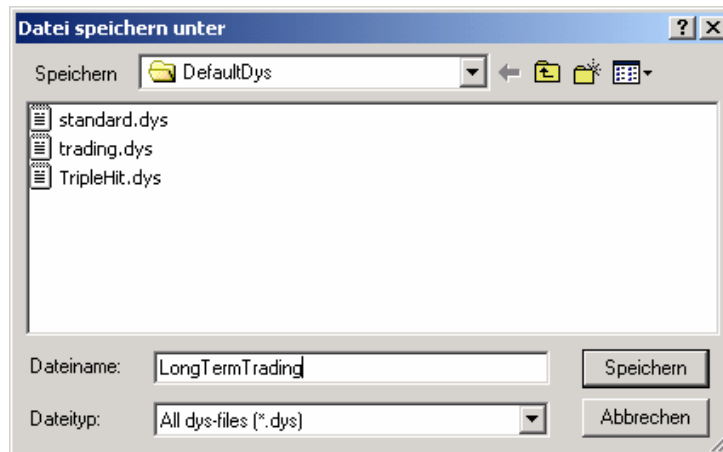 Datei speichern unter
Speichern DefaultDys
standard.dys
trading.dys
TripleHit.dys
Dateiname: LongTermTrading Speichern
Dateityp: All dys-files (*.dys) Abbrechen